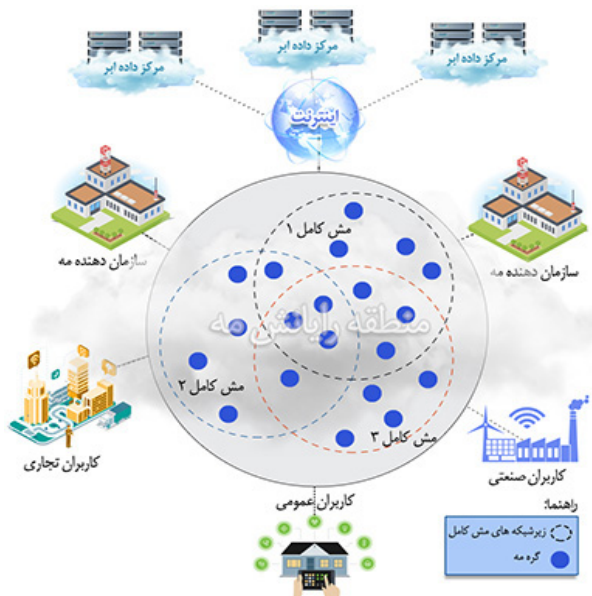 مرکز داده ابر
مرکز داده ابر
مرکز داده ابر
اینترنت
مش کامل ۱
سازمان دهنده مه
سازمان دهنده مه
منطقه رایانش مه
مش کامل ۲
مش کامل ۳
کاربران تجاری
کاربران صنعتی
کاربران عمومی
راهنما:
زیرشبکه های مش کامل
گره مه